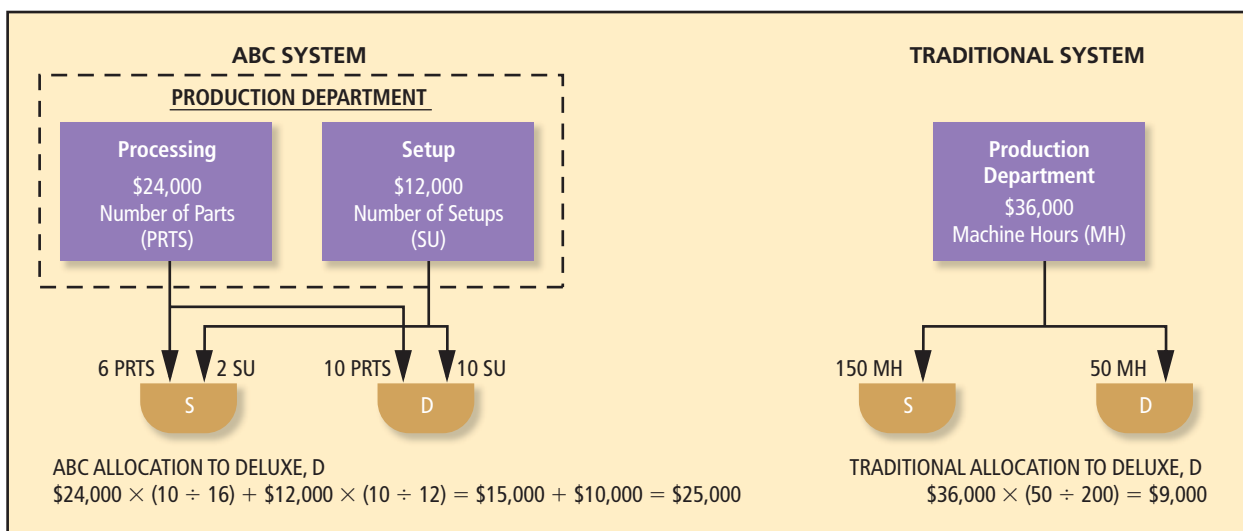 ABC SYSTEM
PRODUCTION DEPARTMENT
Processing
$24,000
Number of Parts
(PRTS)
Setup
$12,000
Number of Setups
(SU)
6 PRTS
2 SU
10 PRTS
10 SU
S
D
ABC ALLOCATION TO DELUXE, D
$24,000 × (10 ÷ 16) + $12,000 × (10 ÷ 12) = $15,000 + $10,000 = $25,000
TRADITIONAL SYSTEM
Production
Department
$36,000
Machine Hours (MH)
150 MH
50 MH
S
D
TRADITIONAL ALLOCATION TO DELUXE, D
$36,000 × (50 ÷ 200) = $9,000